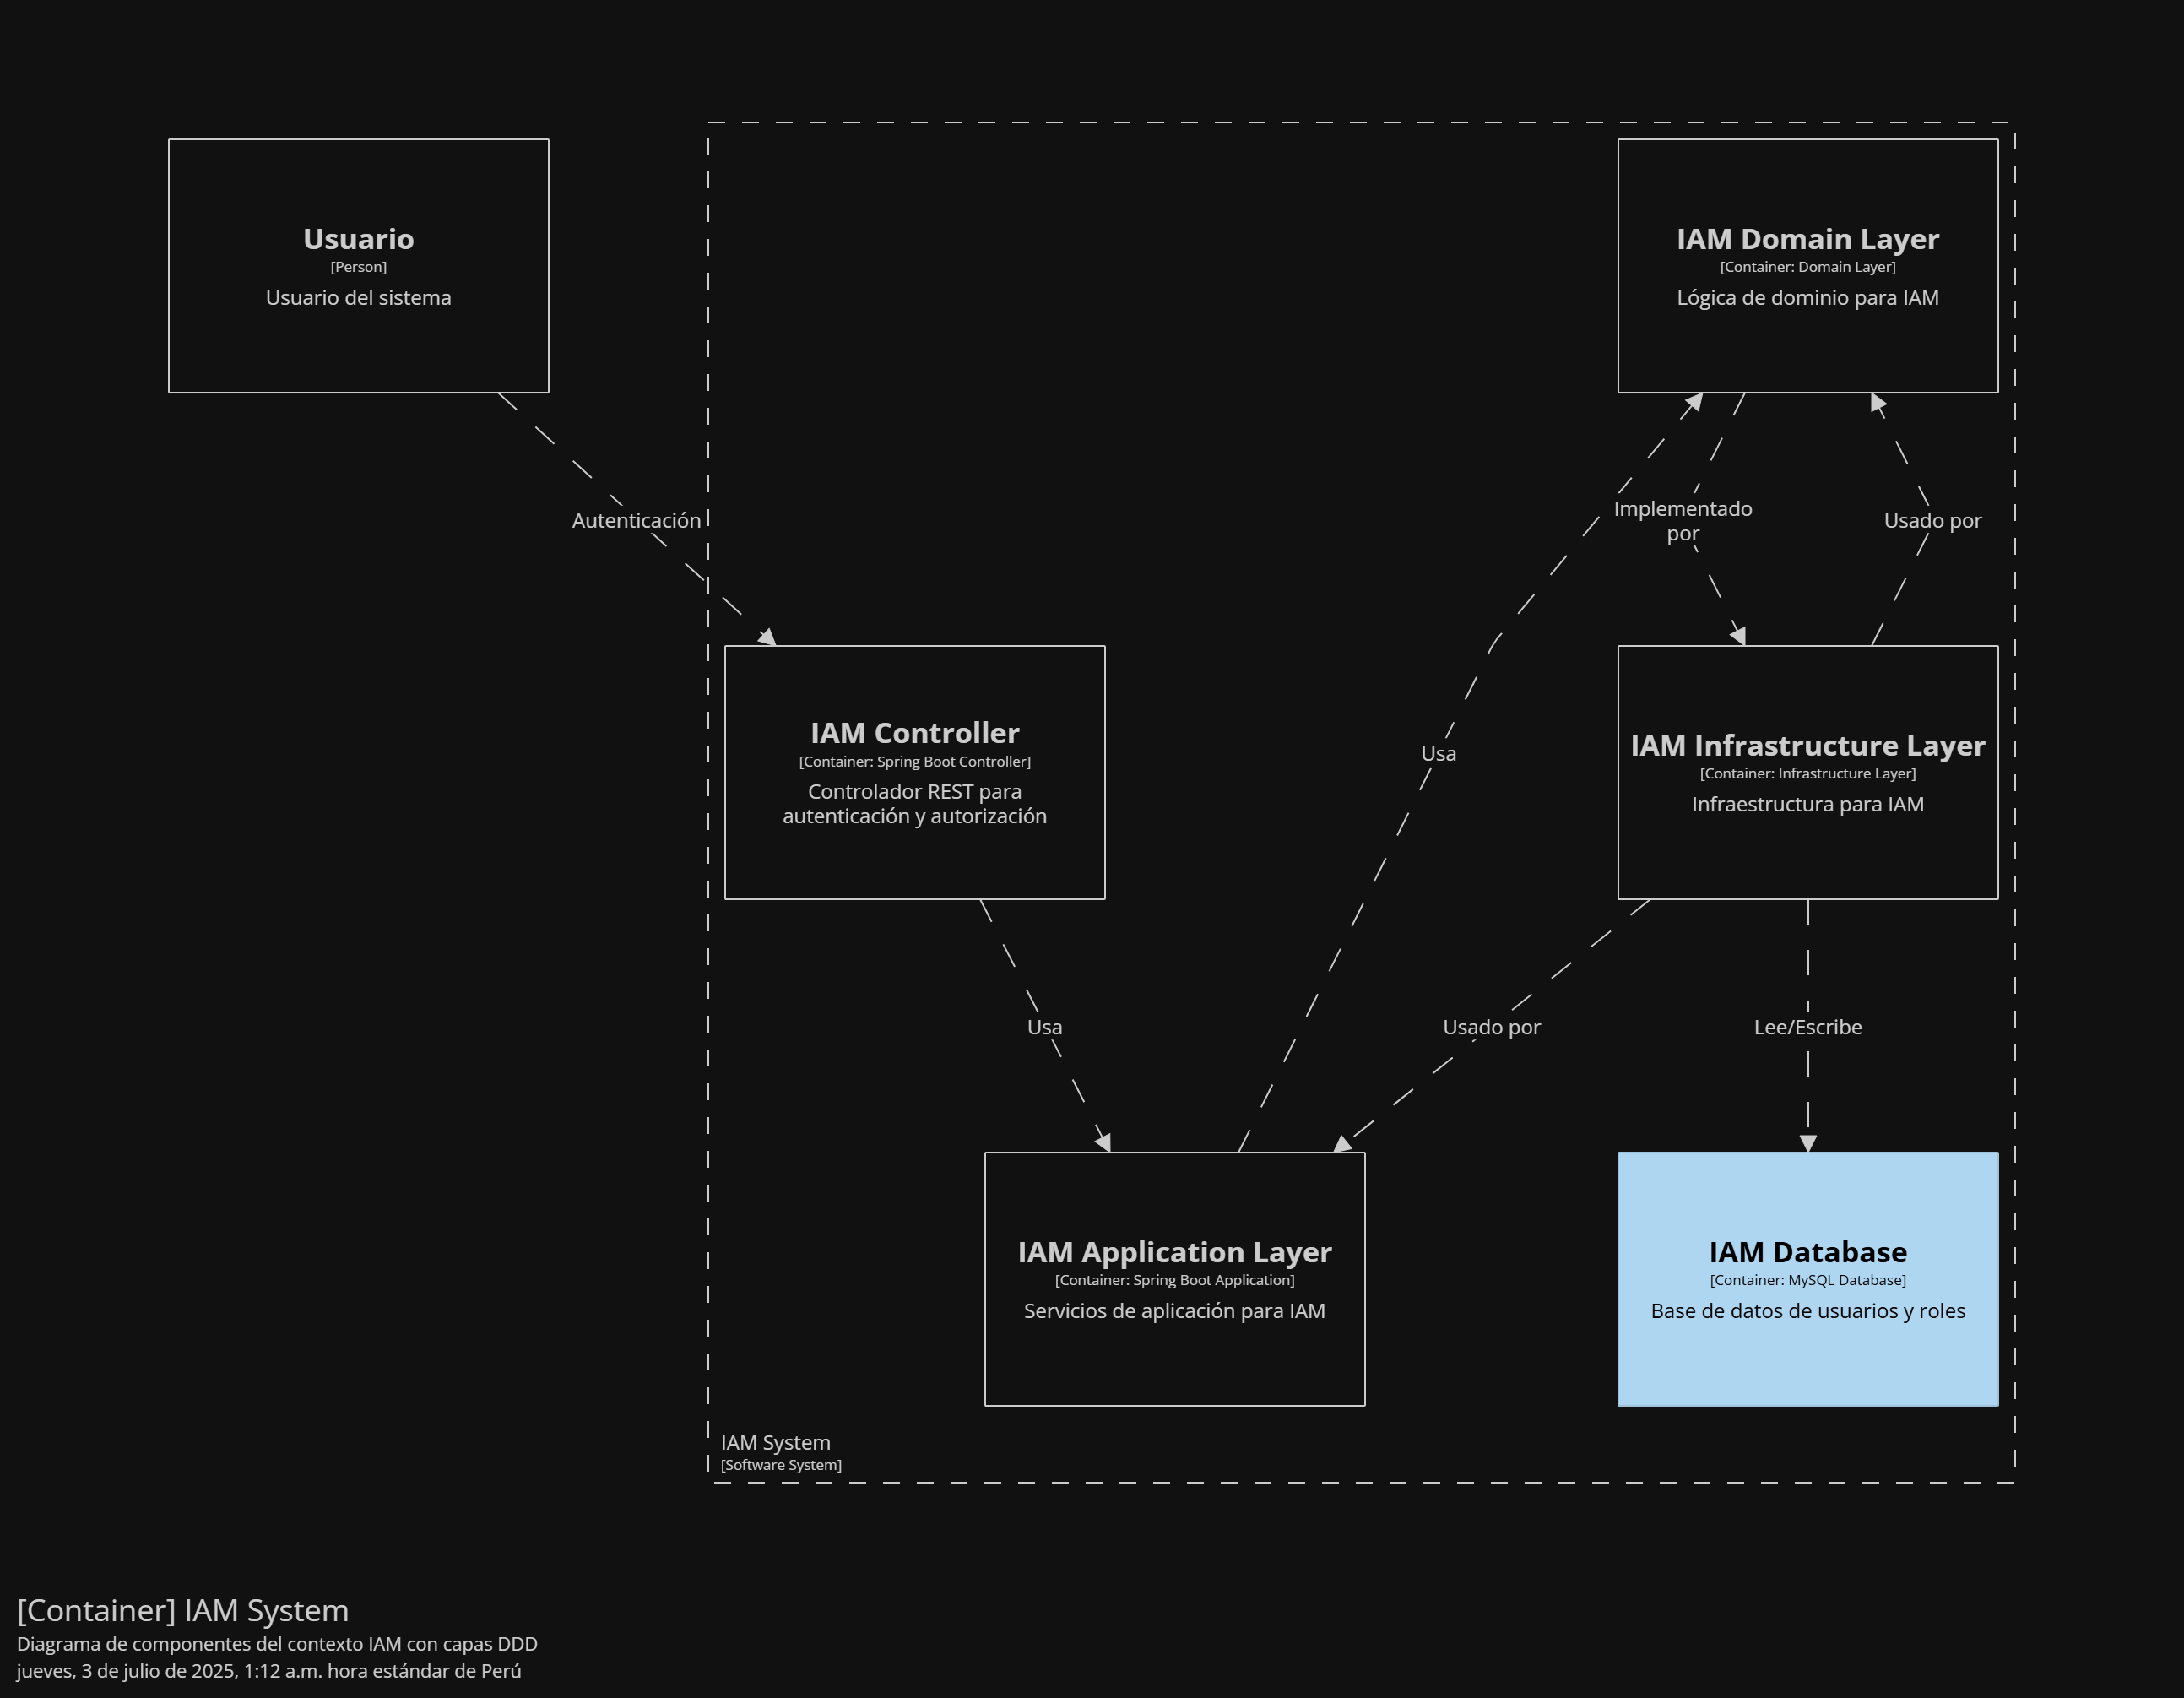 Usuario
[Person]
Usuario del sistema
IAM Domain Layer
[Container: Domain Layer]
Lógica de dominio para IAM
Autenticación
Implementado
por
Usado por
IAM Controller
[Container: Spring Boot Controller]
Controlador REST para
autenticación y autorización
Usa
IAM Infrastructure Layer
[Container: Infrastructure Layer]
Infraestructura para IAM
Usa
Usado por
Lee/Escribe
IAM Application Layer
[Container: Spring Boot Application]
Servicios de aplicación para IAM
IAM Database
[Container: MySQL Database]
Base de datos de usuarios y roles
IAM System
[Software System]
[Container] IAM System
Diagrama de componentes del contexto IAM con capas DDD
jueves, 3 de julio de 2025, 1:12 a.m. hora estándar de Perú